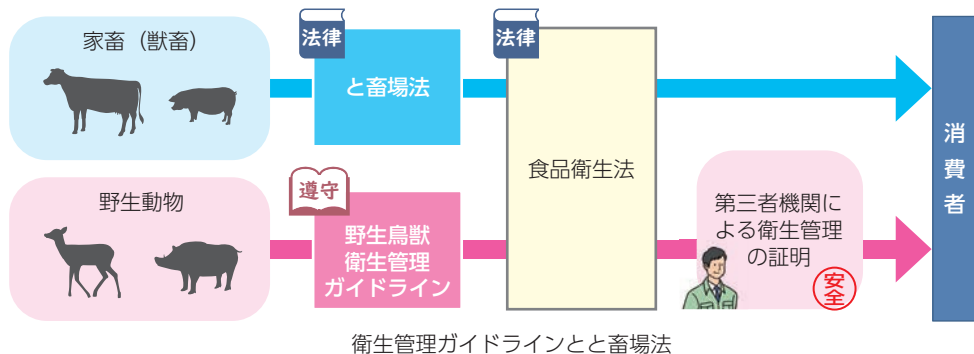 家畜（獣畜）
法律
と畜場法
法律
食品衛生法
野生動物
遵守
野生鳥獣
衛生管理
ガイドライン
第三者機関に
よる衛生管理
の証明
安全
消費者
衛生管理ガイドラインとと畜場法